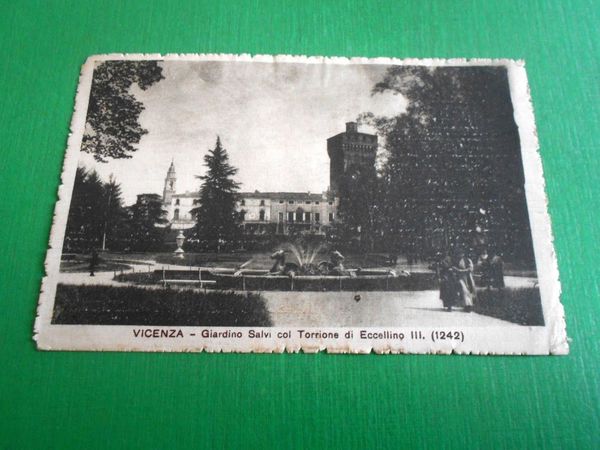 VICENZA - Giardino Salvi col Torrione di Eccellino III. (1242)